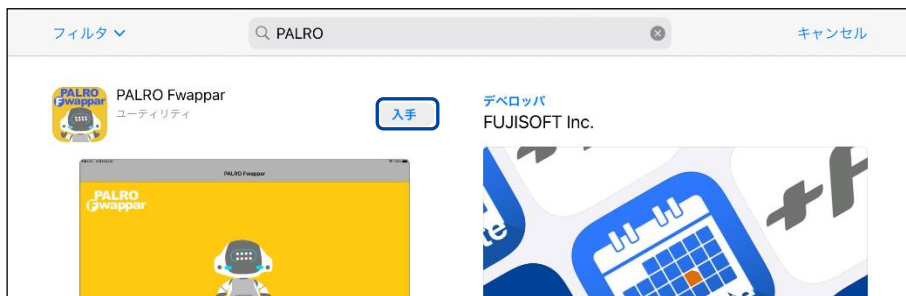 フィルタ
PALRO
キャンセル
PALRO
Fwappar
PALRO Fwappar
ユーティリティ
入手
デベロッパ
FUJISOFT Inc.
PALRO Fwappar
PALRO
Fwappar